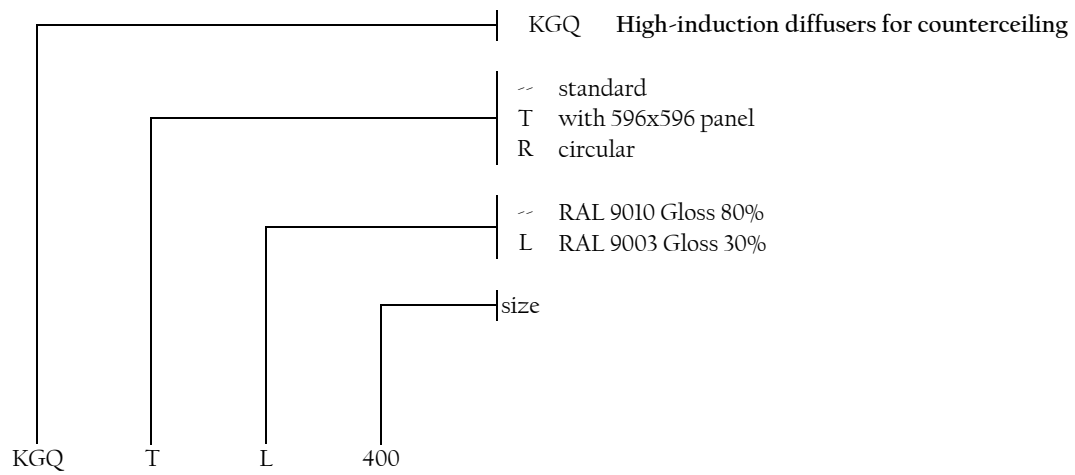 KGQ High-induction diffusers for counterceiling
-- standard
T with 596x596 panel
R circular
-- RAL 9010 Gloss 80%
L RAL 9003 Gloss 30%
size
KGQ T L 400